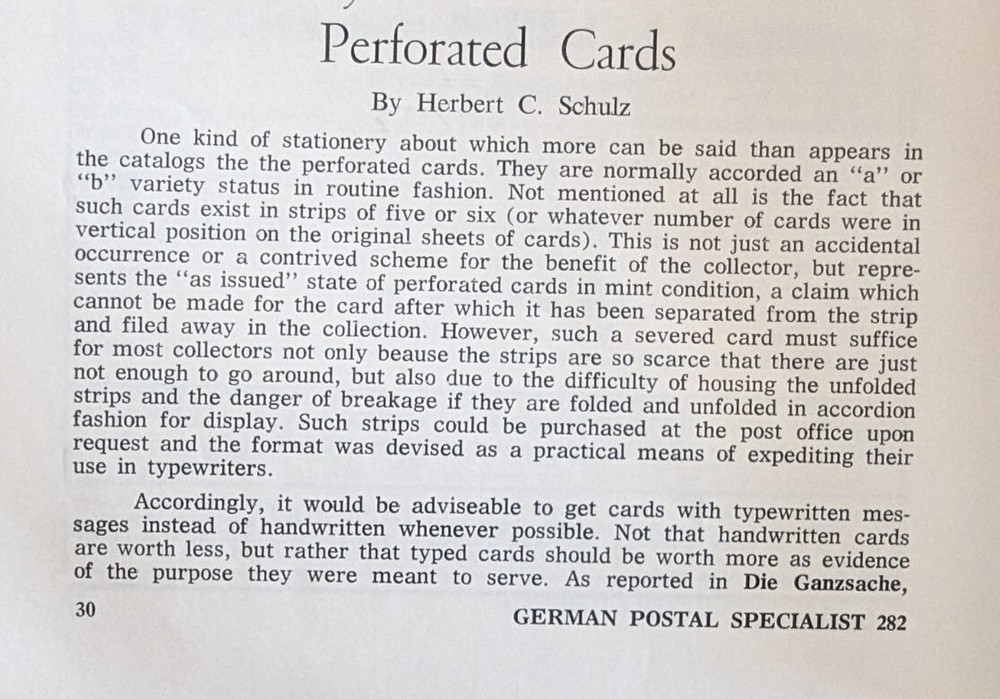 Perforated Cards
By Herbert C. Schulz
One kind of stationery about which more can be said than appears in
the catalogs the the perforated cards. They are normally accorded an "a" or
"b" variety status in routine fashion. Not mentioned at all is the fact that
such cards exist in strips of five or six (or whatever number of cards were in
vertical position on the original sheets of cards). This is not just an accidental
occurrence or a contrived scheme for the benefit of the collector, but repre-
sents the "as issued" state of perforated cards in mint condition, a claim which
cannot be made for the card after which it has been separated from the strip
and filed away in the collection. However, such a severed card must suffice
for most collectors not only beause the strips are so scarce that there are just
not enough to go around, but also due to the difficulty of housing the unfolded
strips and the danger of breakage if they are folded and unfolded in accordion
fashion for display. Such strips could be purchased at the post office upon
request and the format was devised as a practical means of expediting their
use in typewriters.
Accordingly, it would be adviseable to get cards with typewritten mes-
sages instead of handwritten whenever possible. Not that handwritten cards
are worth less, but rather that typed cards should be worth more as evidence
of the purpose they were meant to serve. As reported in Die Ganzsache,
30 GERMAN POSTAL SPECIALIST 282